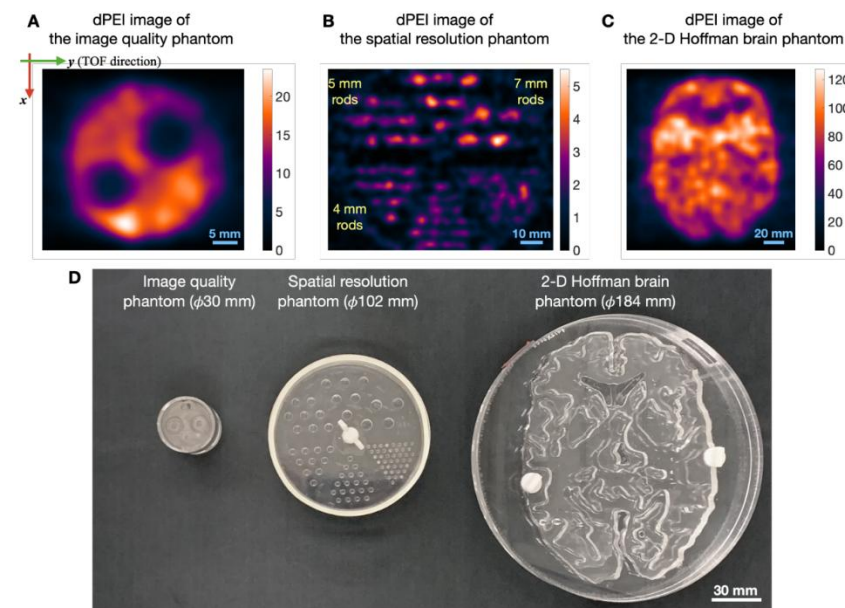 A
dPEI image of
the image quality phantom
y (TOF direction)
x
20
15
10
5
0
5 mm
B
dPEI image of
the spatial resolution phantom
5 mm
rods
7 mm
rods
4 mm
rods
10 mm
5
4
3
2
1
0
C
dPEI image of
the 2-D Hoffman brain phantom
20 mm
120
100
80
60
40
20
0
D
Image quality
phantom (ϕ30 mm)
Spatial resolution
phantom (ϕ102 mm)
2-D Hoffman brain
phantom (ϕ184 mm)
30 mm